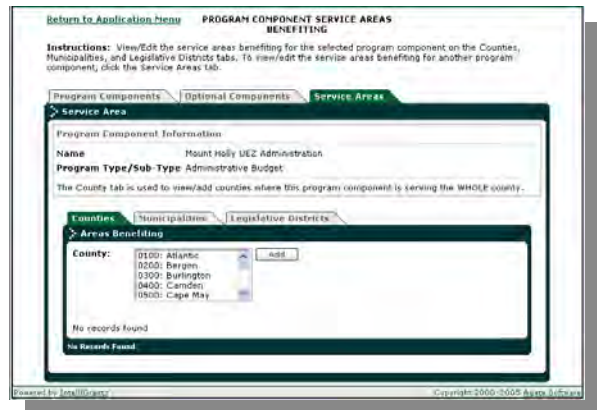 Return to Application Menu PROGRAM COMPONENT SERVICE AREAS
BENEFITING
Instructions: View/Edit the service areas benefiting for the selected program component on the Counties,
Municipalities, and Legislative Districts tabs. To view/edit the service areas benefiting for another program
component, click the Service Areas tab.
Program Components Optional Components Service Areas
Service Area
Program Component Information
Name Mount Holly UEZ Administration
Program Type/Sub-Type Administrative Budget
The County tab is used to view/add counties where this program component is serving the WHOLE county.
Counties Municipalities Legislative Districts
Areas Benefiting
County: 0100: Atlantic Add
0200: Bergen
0300: Burlington
0400: Camden
0500: Cape May
No records found
No Records Found
Powered by IntelliGrants Copyright 2000-2005 Agate Software